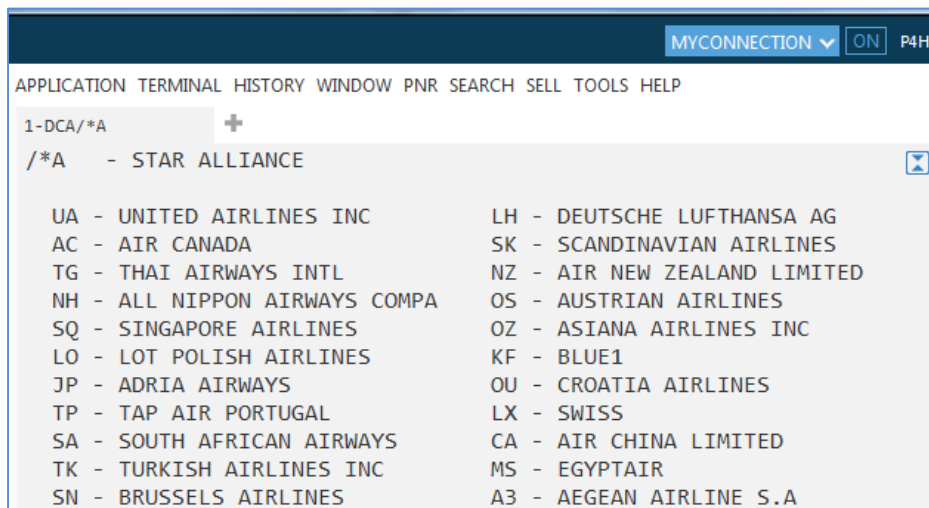 MYCONNECTION ON P4H
APPLICATION TERMINAL HISTORY WINDOW PNR SEARCH SELL TOOLS HELP
1-DCA/*A
/*A - STAR ALLIANCE
UA - UNITED AIRLINES INC LH - DEUTSCHE LUFTHANSA AG
AC - AIR CANADA SK - SCANDINAVIAN AIRLINES
TG - THAI AIRWAYS INTL NZ - AIR NEW ZEALAND LIMITED
NH - ALL NIPPON AIRWAYS COMPA OS - AUSTRIAN AIRLINES
SQ - SINGAPORE AIRLINES OZ - ASIANA AIRLINES INC
LO - LOT POLISH AIRLINES KF - BLUE1
JP - ADRIA AIRWAYS OU - CROATIA AIRLINES
TP - TAP AIR PORTUGAL LX - SWISS
SA - SOUTH AFRICAN AIRWAYS CA - AIR CHINA LIMITED
TK - TURKISH AIRLINES INC MS - EGYPTAIR
SN - BRUSSELS AIRLINES A3 - AEGEAN AIRLINE S.A